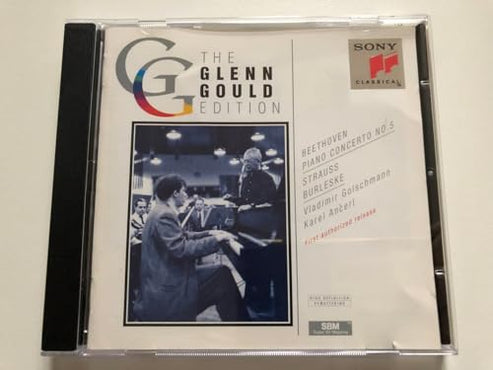 GG
THE
GLENN
GOULD
EDITION
SONY
CLASSICAL
BEETHOVEN
PIANO CONCERTO NO.5
STRAUSS
BURLESKE
Vladimir Golschmann
Karel Ančerl
First authorized release
HIGH DEFINITION
REMASTERING
SBM